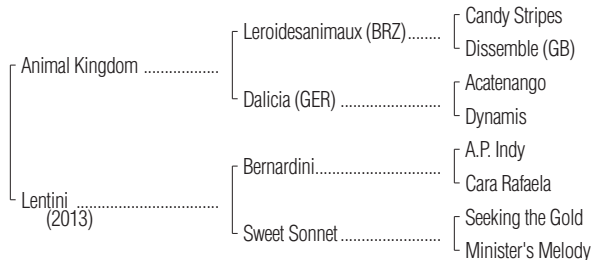 Candy Stripes
Leroidesanimaux (BRZ)........
Dissemble (GB)
Animal Kingdom ..................
Acatenango
Dalicia (GER) ........................
Dynamis
A.P. Indy
Bernardini..............................
Cara Rafaela
Lentini ...........................
(2013)
Seeking the Gold
Sweet Sonnet........................
Minister's Melody